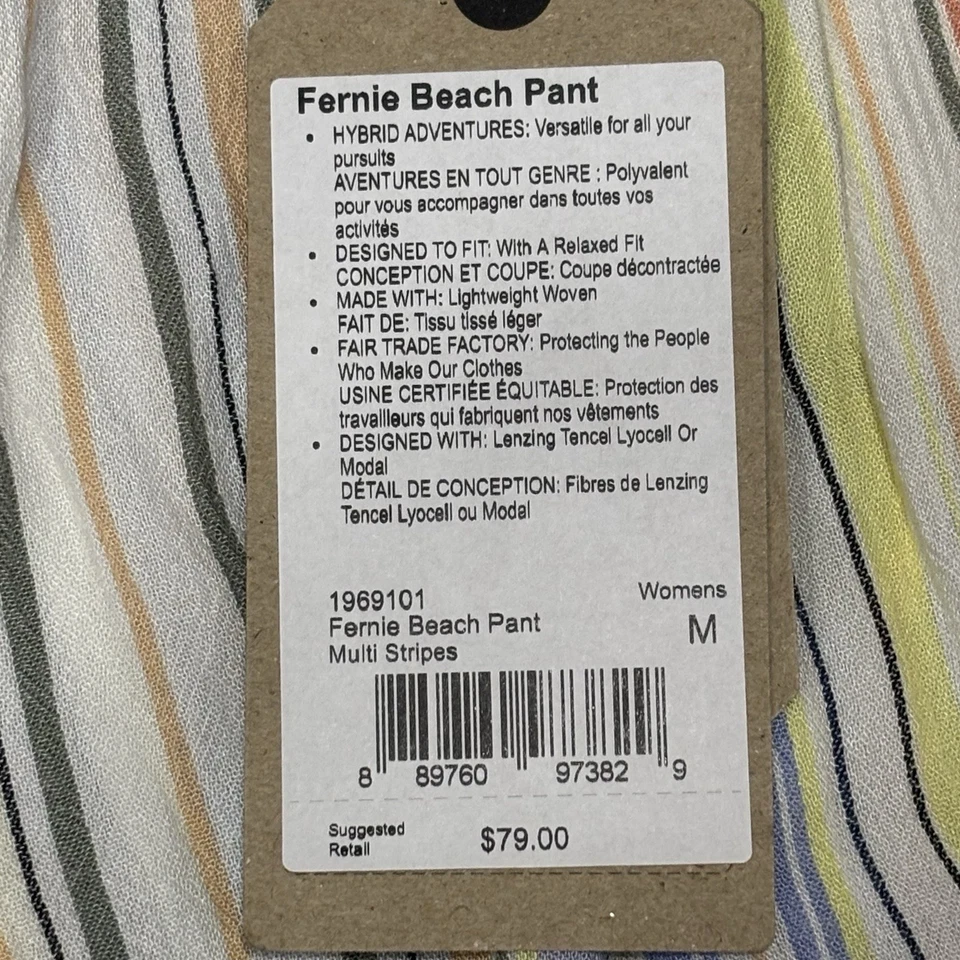 Fernie Beach Pant
• HYBRID ADVENTURES: Versatile for all your
pursuits
AVENTURES EN TOUT GENRE : Polyvalent
pour vous accompagner dans toutes vos
activités
• DESIGNED TO FIT: With A Relaxed Fit
CONCEPTION ET COUPE: Coupe décontractée
• MADE WITH: Lightweight Woven
FAIT DE: Tissu tissé léger
• FAIR TRADE FACTORY: Protecting the People
Who Make Our Clothes
USINE CERTIFIÉE ÉQUITABLE: Protection des
travailleurs qui fabriquent nos vêtements
• DESIGNED WITH: Lenzing Tencel Lyocell Or
Modal
DÉTAIL DE CONCEPTION: Fibres de Lenzing
Tencel Lyocell ou Modal
1969101 Womens
Fernie Beach Pant M
Multi Stripes
8 89760 97382 9
Suggested
Retail $79.00